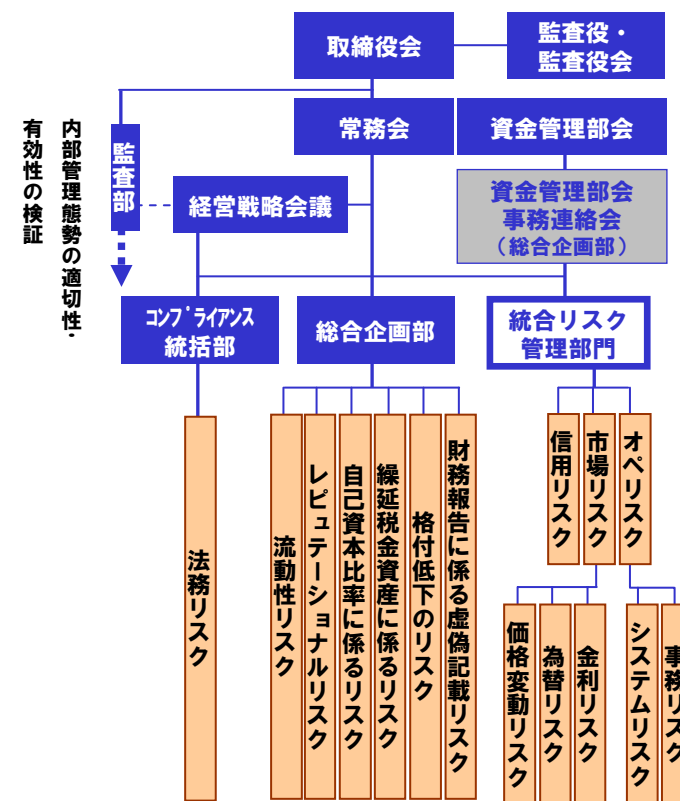 取締役会
監査役・
監査役会
常務会
資金管理部会
監査部
内部管理態勢の適切性・
有効性の検証
経営戦略会議
資金管理部会
事務連絡会
（総合企画部）
ｺﾝﾌﾟﾗｲｱﾝｽ
統括部
総合企画部
統合リスク
管理部門
法務リスク
流動性リスク
レピュテーショナルリスク
自己資本比率に係るリスク
繰延税金資産に係るリスク
格付低下のリスク
財務報告に係る虚偽記載リスク
信用リスク
市場リスク
オペリスク
価格変動リスク
為替リスク
金利リスク
システムリスク
事務リスク